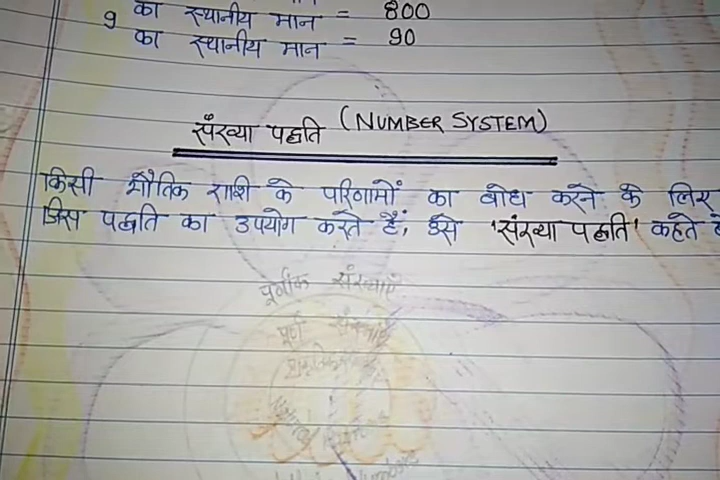 का स्थानीय मान = 800
9 का स्थानीय मान = 90
संख्या पद्धति (NUMBER SYSTEM)
किसी भौतिक राशि के परिणामों का बोध करने के लिए
जिस पद्धति का उपयोग करते हैं, उसे 'संख्या पद्धति' कहते
पूर्णांक संख्याएँ
पूर्ण संख्याएँ